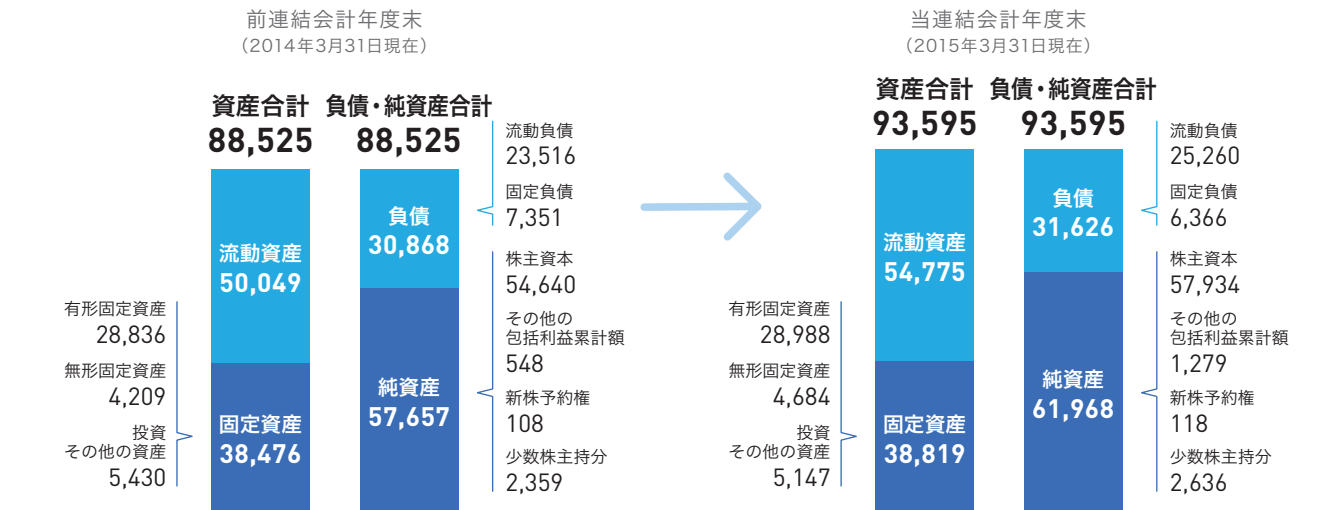 前連結会計年度末
（2014年3月31日現在）
資産合計
88,525
負債・純資産合計
88,525
流動資産
50,049
固定資産
38,476
有形固定資産
28,836
無形固定資産
4,209
投資
その他の資産
5,430
負債
30,868
純資産
57,657
流動負債
23,516
固定負債
7,351
株主資本
54,640
その他の
包括利益累計額
548
新株予約権
108
少数株主持分
2,359
当連結会計年度末
（2015年3月31日現在）
資産合計
93,595
負債・純資産合計
93,595
流動資産
54,775
固定資産
38,819
有形固定資産
28,988
無形固定資産
4,684
投資
その他の資産
5,147
負債
31,626
純資産
61,968
流動負債
25,260
固定負債
6,366
株主資本
57,934
その他の
包括利益累計額
1,279
新株予約権
118
少数株主持分
2,636